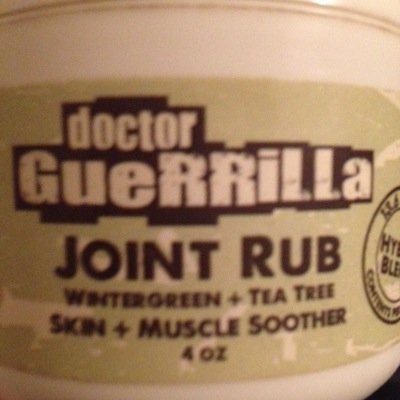 doctor
GueRRiLLa
JOINT RUB
WINTERGREEN + TEA TREE
SKIN + MUSCLE SOOTHER
4 OZ